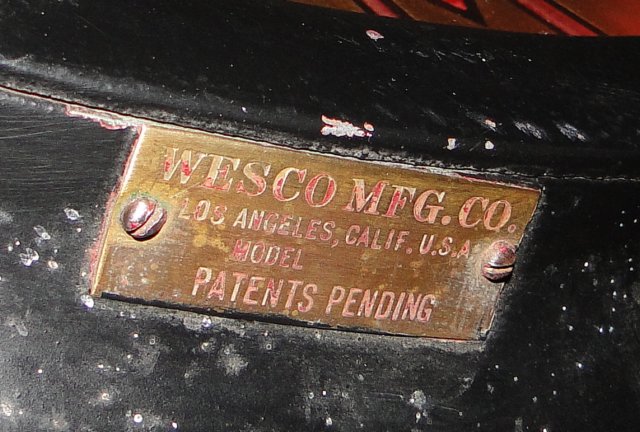 WESCO MFG. CO.
LOS ANGELES, CALIF. U.S.A
MODEL
PATENTS PENDING